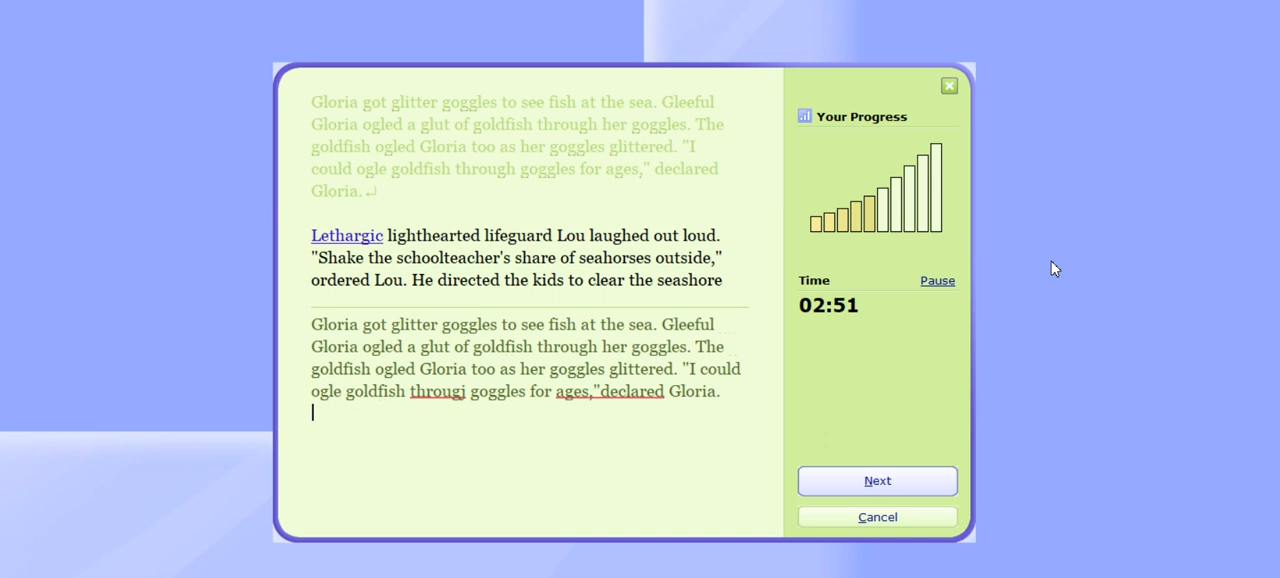 Gloria got glitter goggles to see fish at the sea. Gleeful
Gloria ogled a glut of goldfish through her goggles. The
goldfish ogled Gloria too as her goggles glittered. "I
could ogle goldfish through goggles for ages," declared
Gloria.↵
Lethargic lighthearted lifeguard Lou laughed out loud.
"Shake the schoolteacher's share of seahorses outside,"
ordered Lou. He directed the kids to clear the seashore
Gloria got glitter goggles to see fish at the sea. Gleeful
Gloria ogled a glut of goldfish through her goggles. The
goldfish ogled Gloria too as her goggles glittered. "I could
ogle goldfish througj goggles for ages,"declared Gloria.
Your Progress
Time
Pause
02:51
Next
Cancel